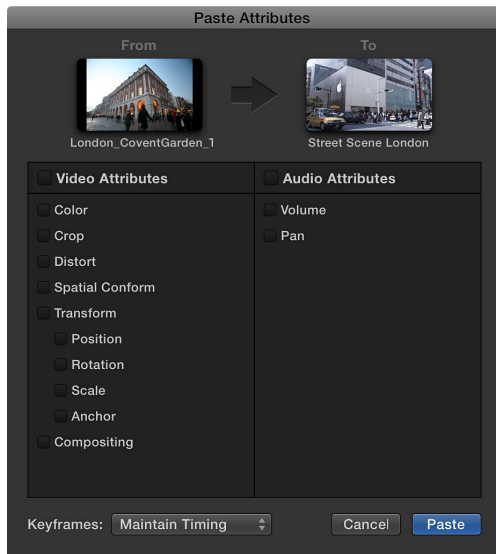 Paste Attributes
From
To
London_CoventGarden_1
Street Scene London
Video Attributes
Audio Attributes
Color
Volume
Crop
Pan
Distort
Spatial Conform
Transform
Position
Rotation
Scale
Anchor
Compositing
Keyframes: Maintain Timing
Cancel
Paste